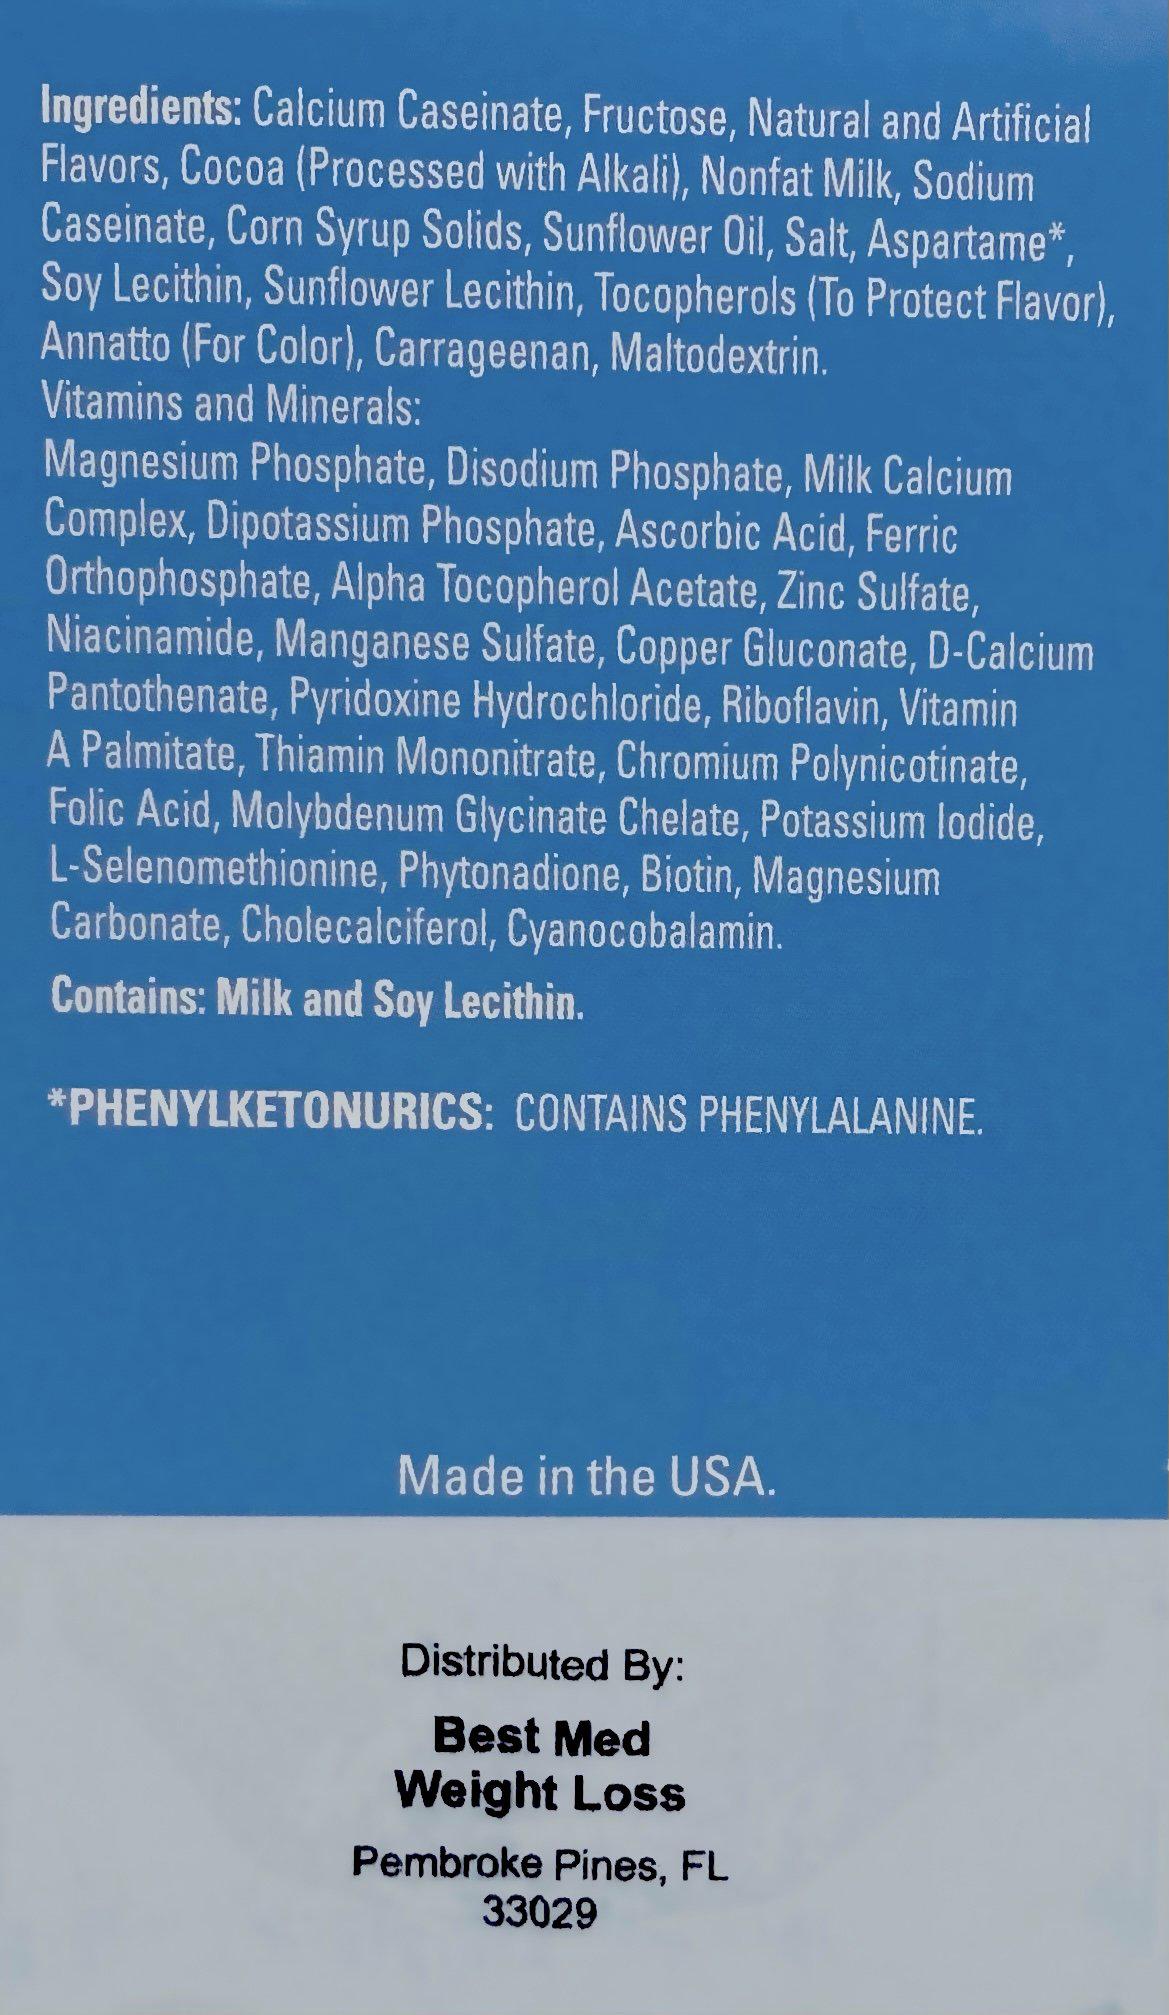 Ingredients: Calcium Caseinate, Fructose, Natural and Artificial
Flavors, Cocoa (Processed with Alkali), Nonfat Milk, Sodium
Caseinate, Corn Syrup Solids, Sunflower Oil, Salt, Aspartame*,
Soy Lecithin, Sunflower Lecithin, Tocopherols (To Protect Flavor),
Annatto (For Color), Carrageenan, Maltodextrin.
Vitamins and Minerals:
Magnesium Phosphate, Disodium Phosphate, Milk Calcium
Complex, Dipotassium Phosphate, Ascorbic Acid, Ferric
Orthophosphate, Alpha Tocopherol Acetate, Zinc Sulfate,
Niacinamide, Manganese Sulfate, Copper Gluconate, D-Calcium
Pantothenate, Pyridoxine Hydrochloride, Riboflavin, Vitamin
A Palmitate, Thiamin Mononitrate, Chromium Polynicotinate,
Folic Acid, Molybdenum Glycinate Chelate, Potassium Iodide,
L-Selenomethionine, Phytonadione, Biotin, Magnesium
Carbonate, Cholecalciferol, Cyanocobalamin.
Contains: Milk and Soy Lecithin.
*PHENYLKETONURICS: CONTAINS PHENYLALANINE.
Made in the USA.
Distributed By:
Best Med
Weight Loss
Pembroke Pines, FL
33029